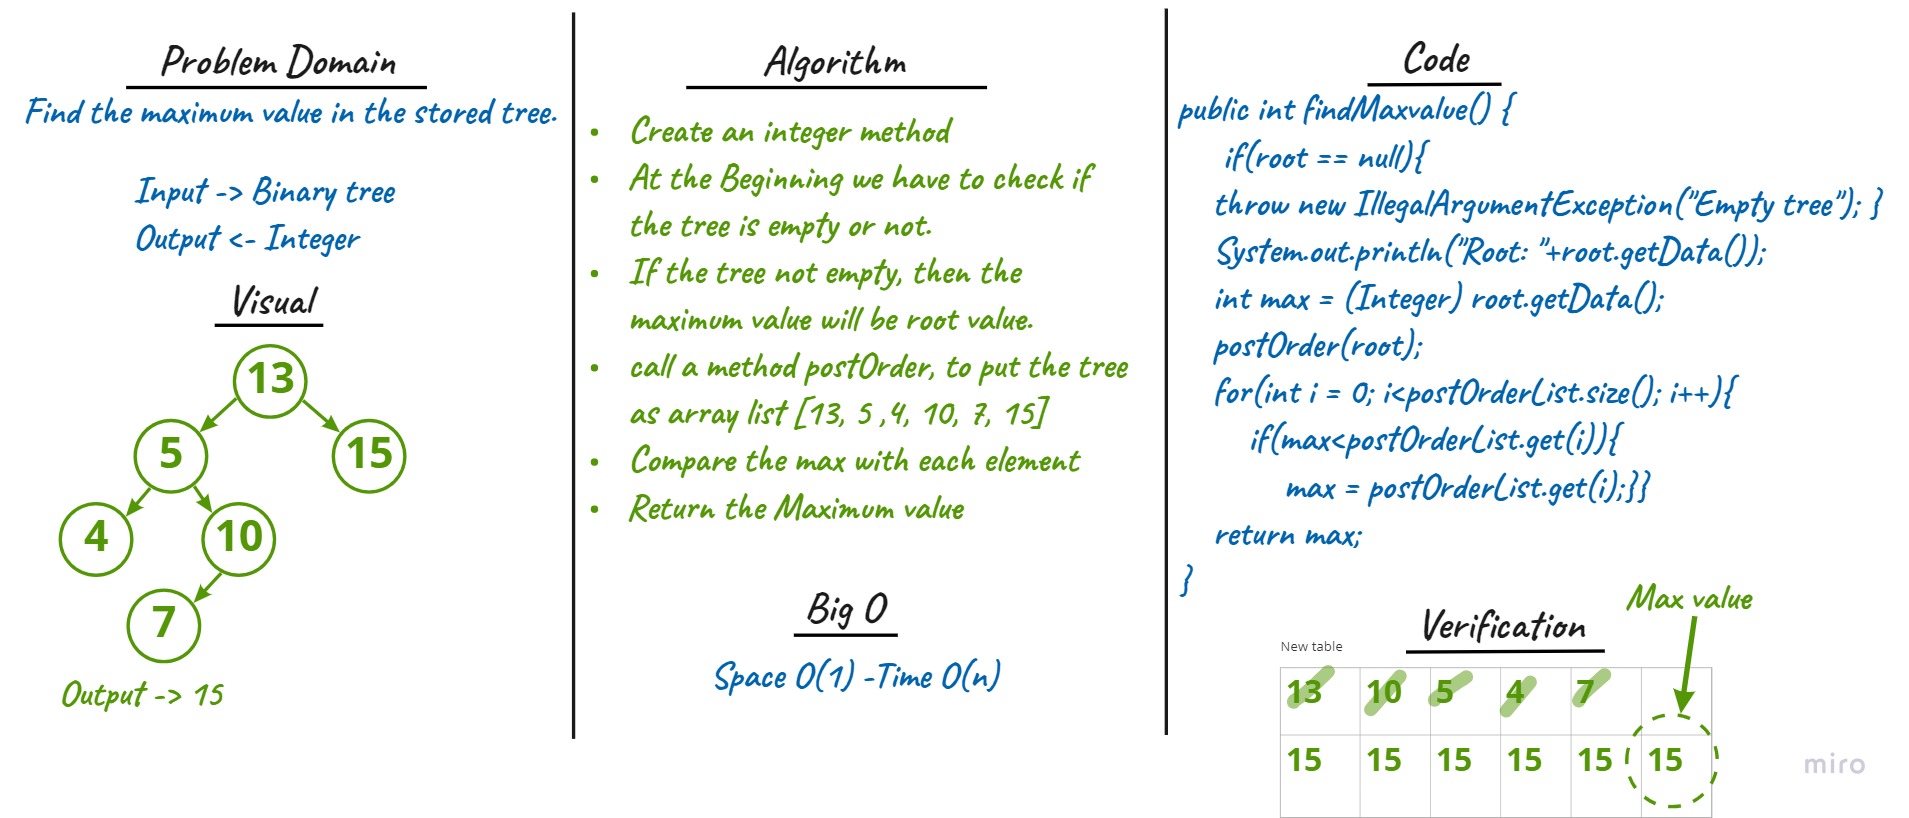 Problem Domain
Find the maximum value in the stored tree.
Input -> Binary tree
Output <- Integer
Visual
13
5
15
4
10
7
Output -> 15
Algorithm
• Create an integer method
• At the Beginning we have to check if
the tree is empty or not.
• If the tree not empty, then the
maximum value will be root value.
• call a method postOrder, to put the tree
as array list [13, 5 ,4, 10, 7, 15]
• Compare the max with each element
• Return the Maximum value
Big O
Space O(1) -Time O(n)
Code
public int findMaxvalue() {
if(root == null){
throw new IllegalArgumentException("Empty tree"); }
System.out.println("Root: "+root.getData());
int max = (Integer) root.getData();
postOrder(root);
for(int i = 0; i<postOrderList.size(); i++){
if(max<postOrderList.get(i)){
max = postOrderList.get(i);}}
return max;
}
Max value
Verification
New table
13 10 5 4 7
15 15 15 15 15 15
miro